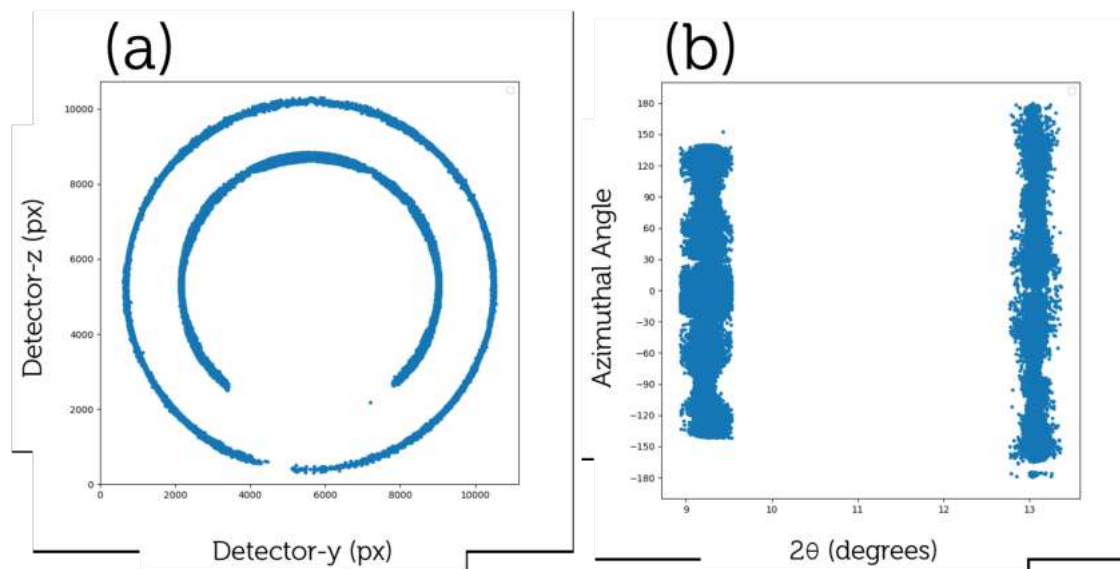 (a)
10000
8000
6000
4000
2000
0
0 2000 4000 6000 8000 10000
Detector-z (px)
Detector-y (px)
(b)
180
150
120
90
60
30
0
−30
−60
−90
−120
−150
−180
9 10 11 12 13
Azimuthal Angle
2θ (degrees)